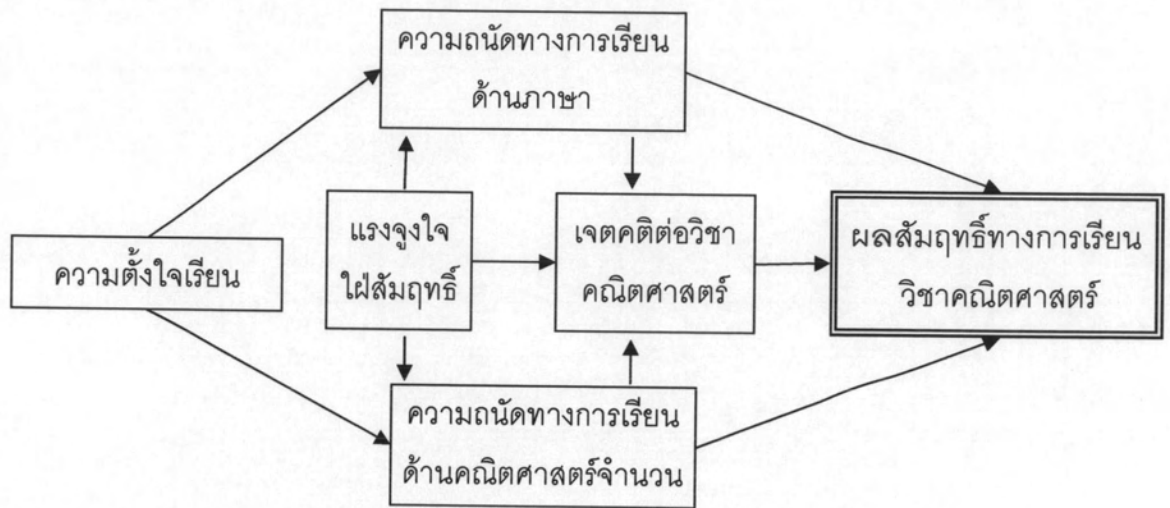 ความถนัดทางการเรียน
ด้านภาษา
ความตั้งใจเรียน
แรงจูงใจ
ใฝ่สัมฤทธิ์
เจตคติต่อวิชา
คณิตศาสตร์
ผลสัมฤทธิ์ทางการเรียน
วิชาคณิตศาสตร์
ความถนัดทางการเรียน
ด้านคณิตศาสตร์จำนวน